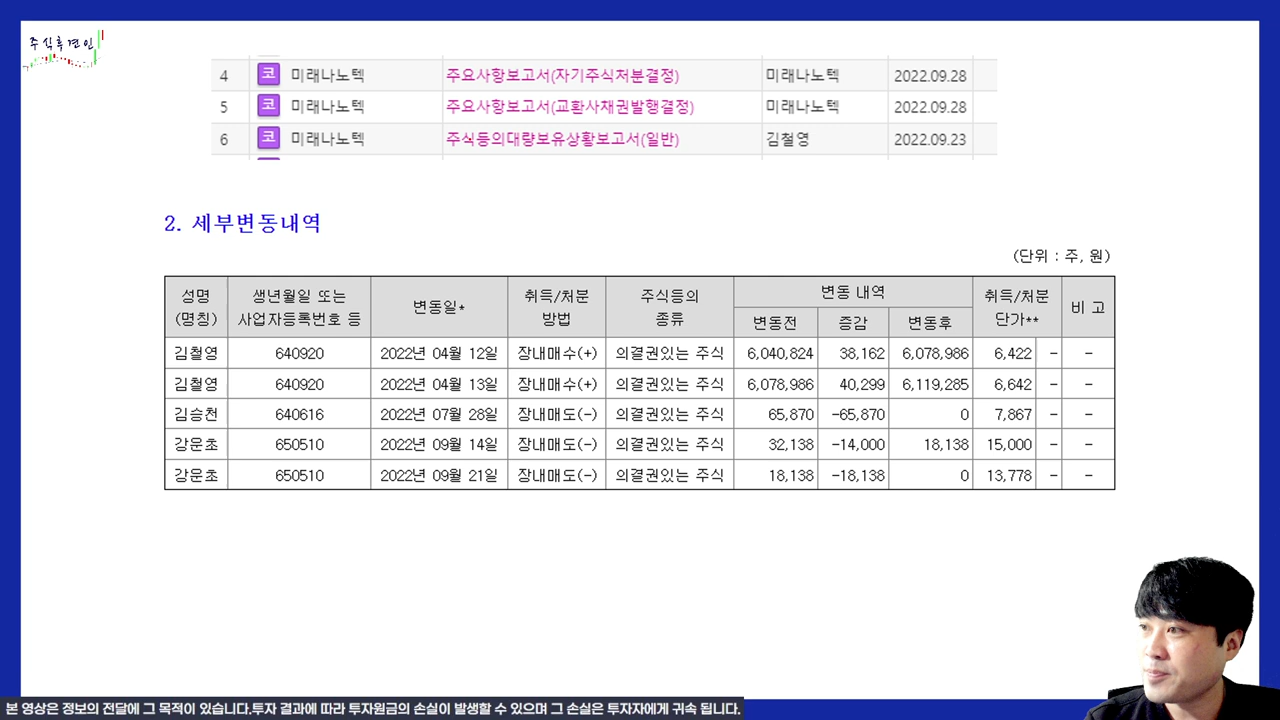 주식후견인
4 코 미래나노텍 주요사항보고서(자기주식처분결정) 미래나노텍 2022.09.28
5 코 미래나노텍 주요사항보고서(교환사채권발행결정) 미래나노텍 2022.09.28
6 코 미래나노텍 주식등의대량보유상황보고서(일반) 김철영 2022.09.23
2. 세부변동내역
(단위 : 주, 원)
성명 (명칭) 생년월일 또는 사업자등록번호 등 변동일* 취득/처분 방법 주식등의 종류 변동 내역 취득/처분 단가** 비 고
변동전 증감 변동후
김철영 640920 2022년 04월 12일 장내매수(+) 의결권있는 주식 6,040,824 38,162 6,078,986 6,422 - -
김철영 640920 2022년 04월 13일 장내매수(+) 의결권있는 주식 6,078,986 40,299 6,119,285 6,642 - -
김승천 640616 2022년 07월 28일 장내매도(-) 의결권있는 주식 65,870 -65,870 0 7,867 - -
강운초 650510 2022년 09월 14일 장내매도(-) 의결권있는 주식 32,138 -14,000 18,138 15,000 - -
강운초 650510 2022년 09월 21일 장내매도(-) 의결권있는 주식 18,138 -18,138 0 13,778 - -
본 영상은 정보의 전달에 그 목적이 있습니다.투자 결과에 따라 투자원금의 손실이 발생할 수 있으며 그 손실은 투자자에게 귀속 됩니다.